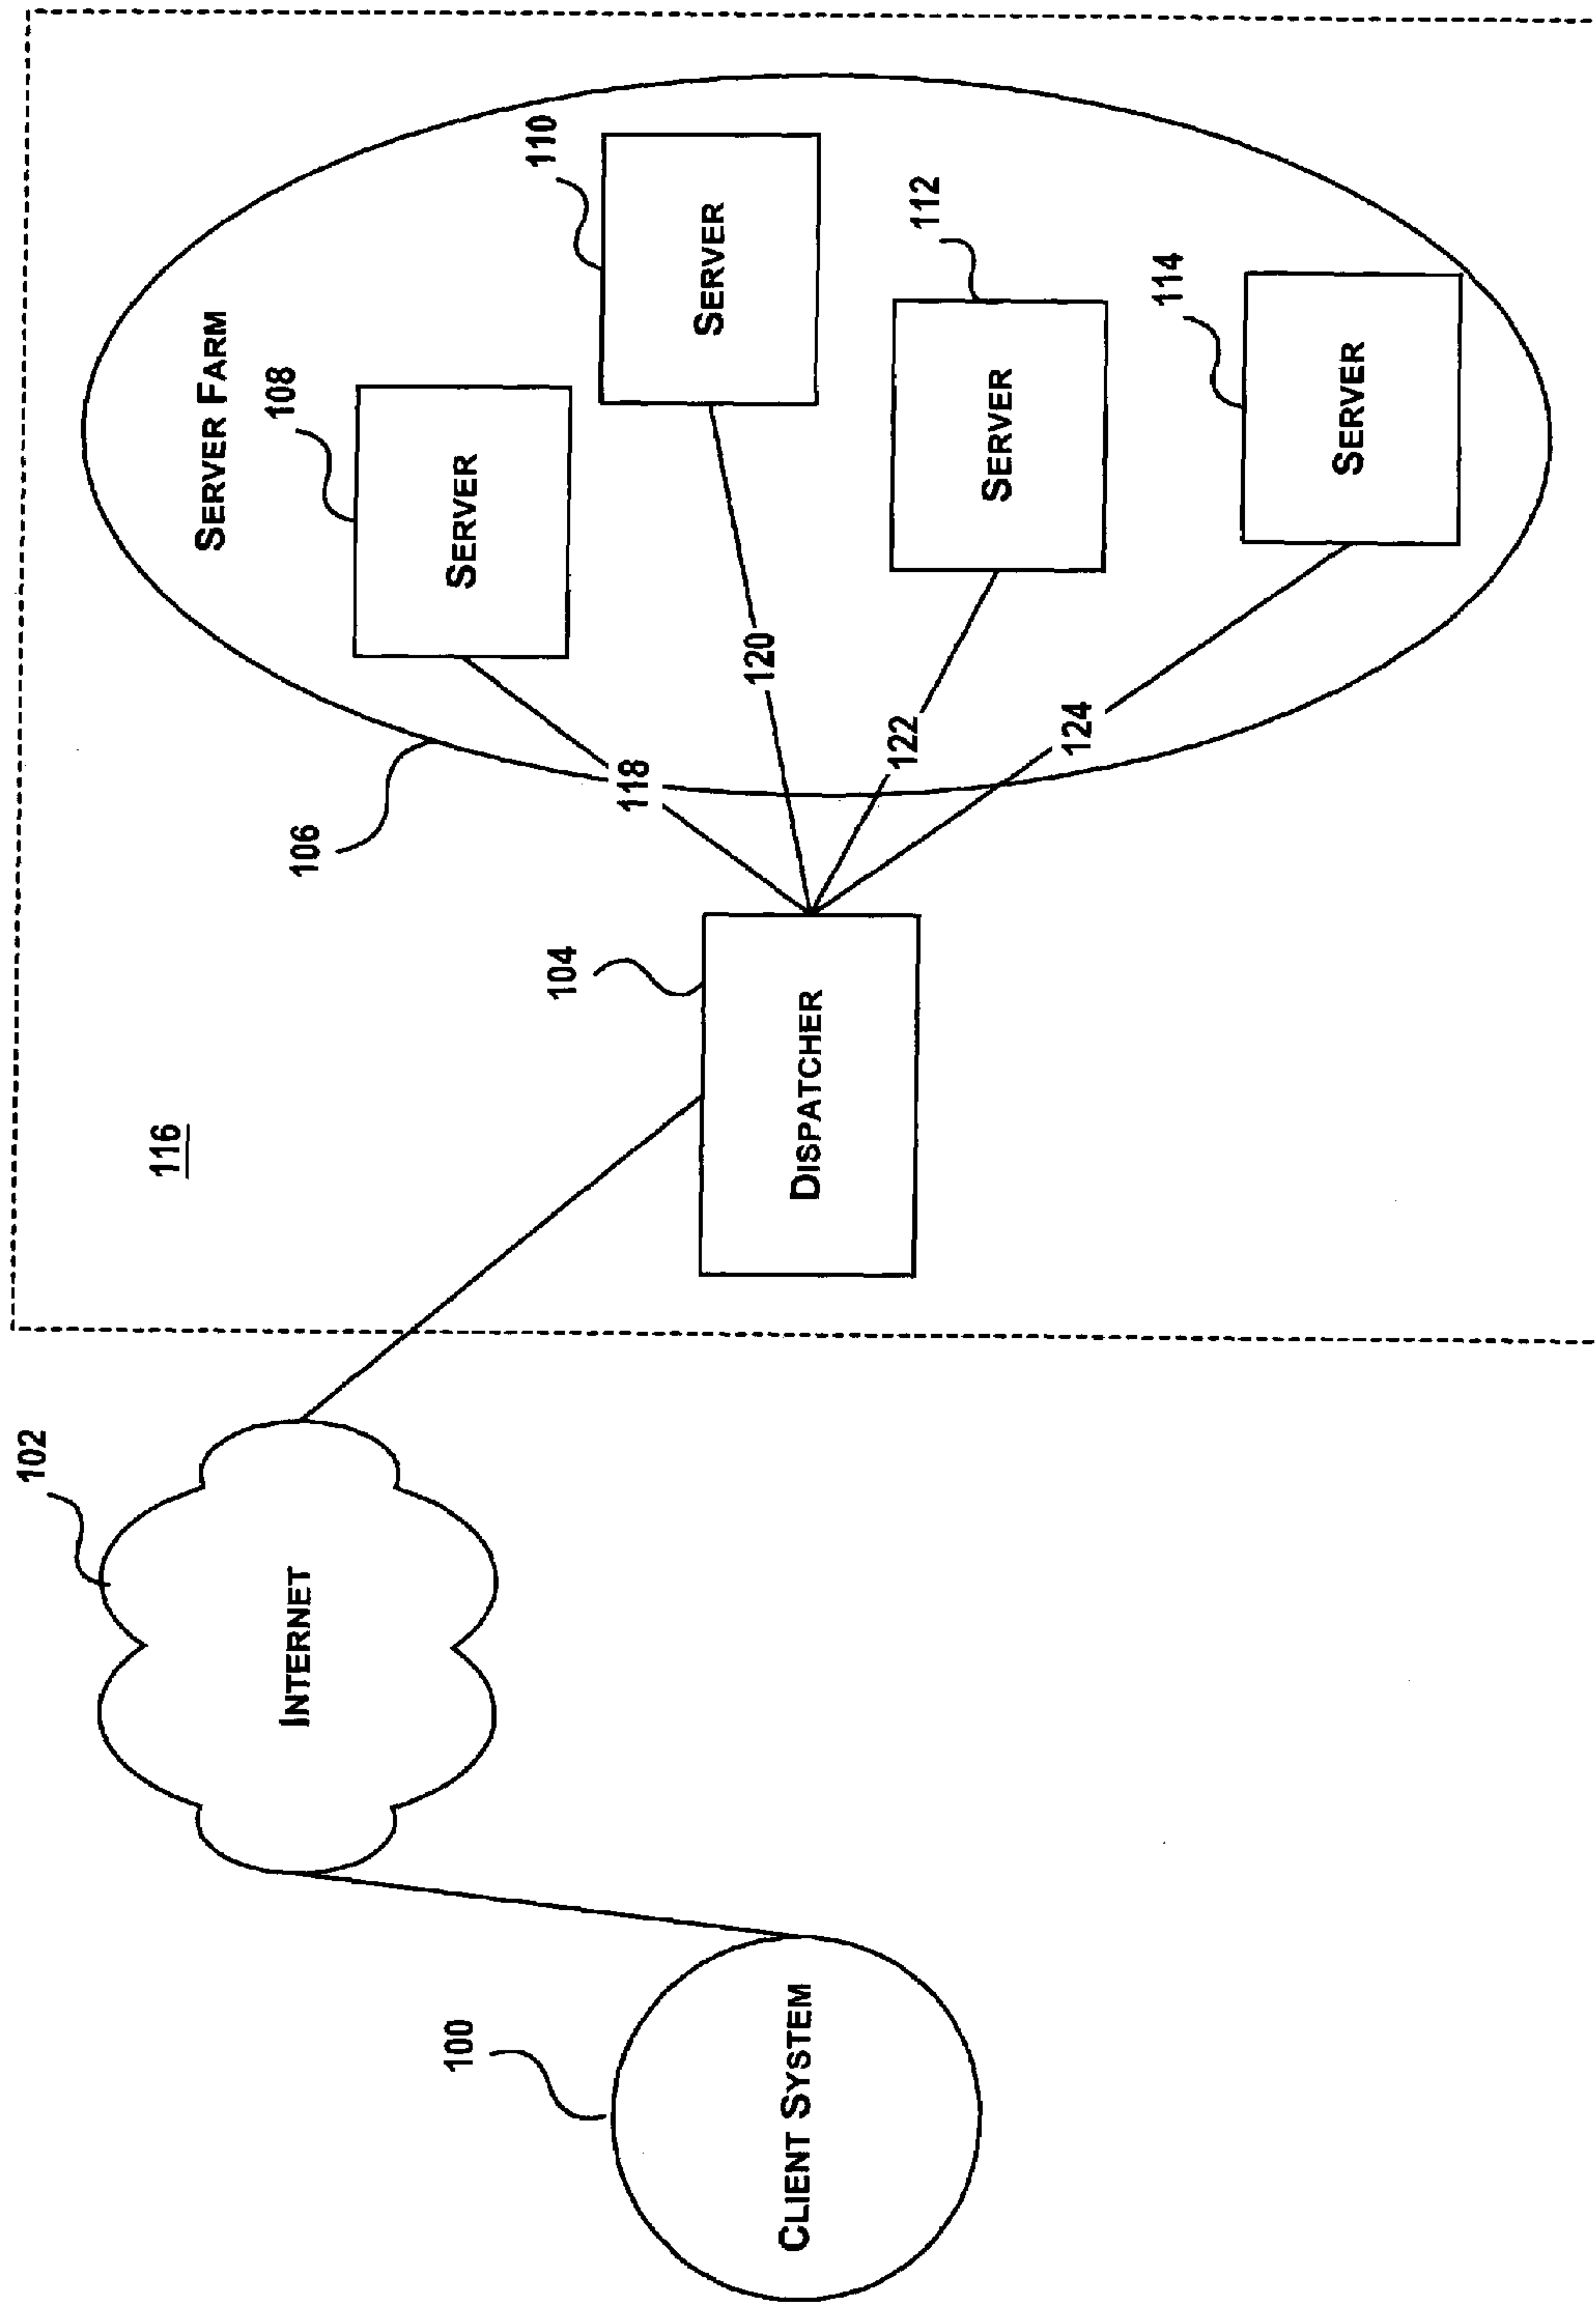 100
CLIENT SYSTEM
102
INTERNET
116
104
DISPATCHER
106
SERVER FARM
118
120
122
124
108
SERVER
110
SERVER
112
SERVER
114
SERVER